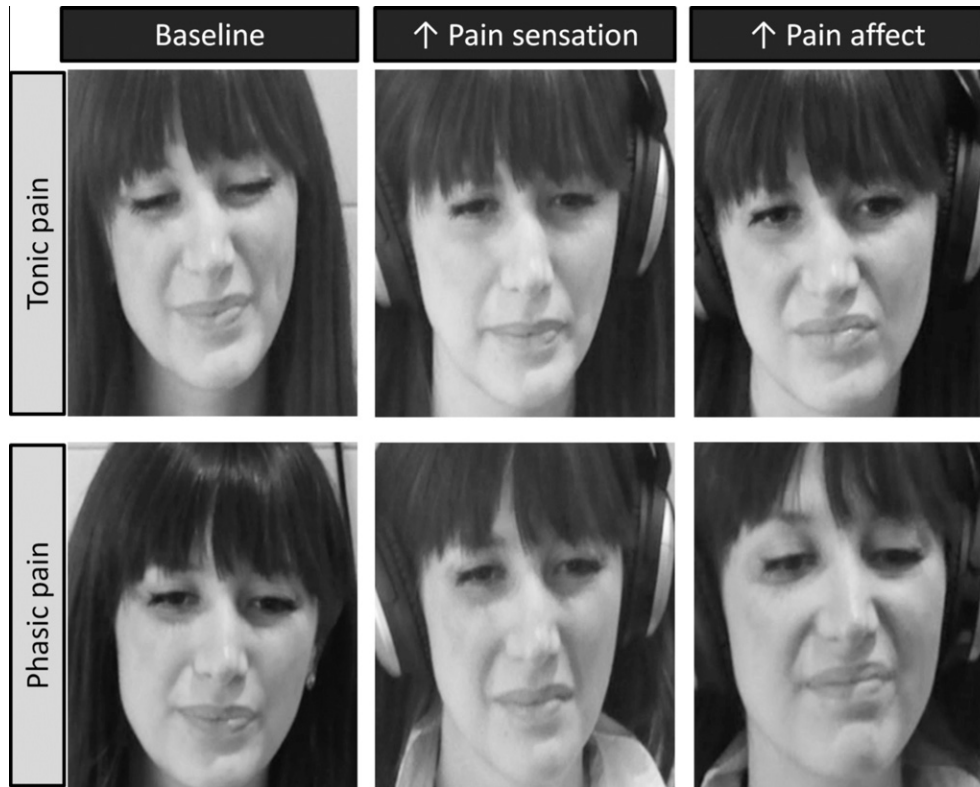 Baseline
↑ Pain sensation
↑ Pain affect
Tonic pain
Phasic pain